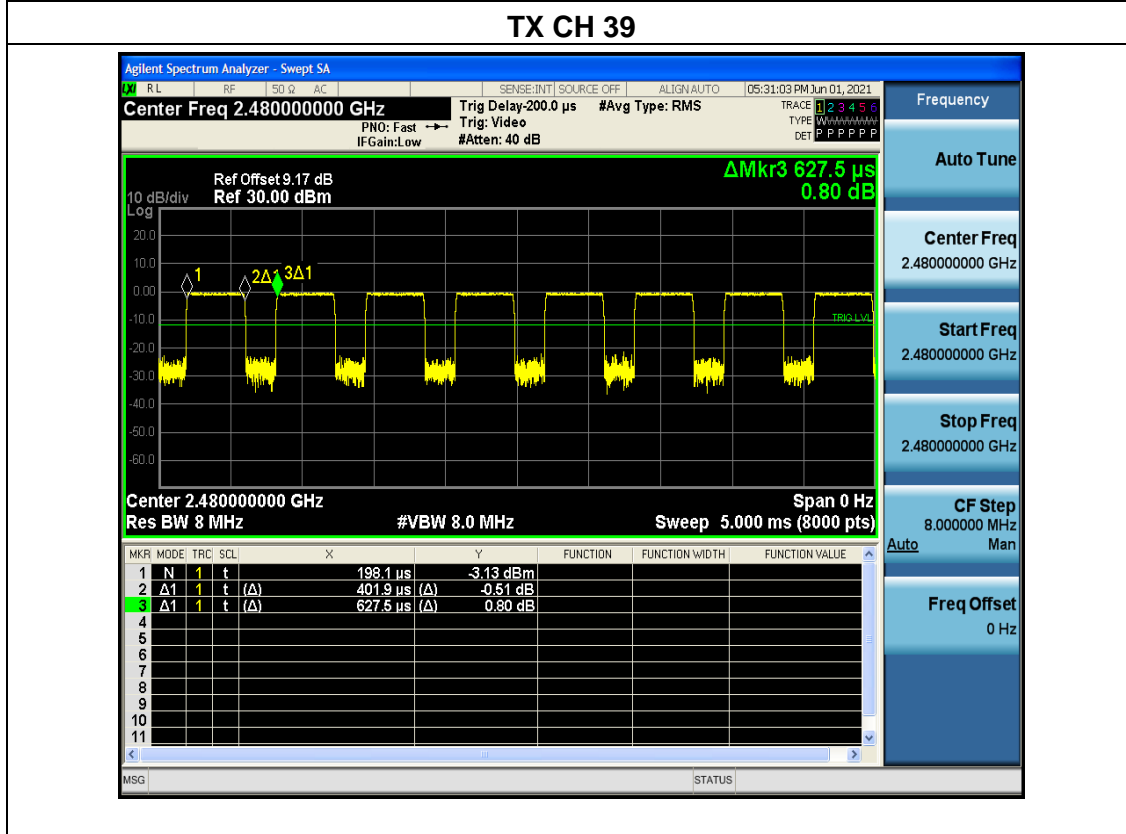 TX CH 39
Agilent Spectrum Analyzer - Swept SA
LXI RL RF 50 Ω AC SENSE:INT SOURCE OFF ALIGN AUTO 05:31:03 PM Jun 01, 2021
Center Freq 2.480000000 GHz
PNO: Fast
IFGain:Low
Trig Delay-200.0 µs #Avg Type: RMS
Trig: Video
#Atten: 40 dB
TRACE 1 2 3 4 5 6
TYPE W
DET P P P P P P
ΔMkr3 627.5 µs
0.80 dB
Ref Offset 9.17 dB
10 dB/div Ref 30.00 dBm
Log
20.0
10.0
0.00
-10.0
-20.0
-30.0
-40.0
-50.0
-60.0
1
2Δ1
3Δ1
TRIG LVL
Center 2.480000000 GHz Span 0 Hz
Res BW 8 MHz #VBW 8.0 MHz Sweep 5.000 ms (8000 pts)
MKR MODE TRC SCL X Y FUNCTION FUNCTION WIDTH FUNCTION VALUE
1 N 1 t 198.1 µs -3.13 dBm
2 Δ1 1 t (Δ) 401.9 µs (Δ) -0.51 dB
3 Δ1 1 t (Δ) 627.5 µs (Δ) 0.80 dB
4
5
6
7
8
9
10
11
MSG STATUS
Frequency
Auto Tune
Center Freq
2.480000000 GHz
Start Freq
2.480000000 GHz
Stop Freq
2.480000000 GHz
CF Step
8.000000 MHz
Auto Man
Freq Offset
0 Hz